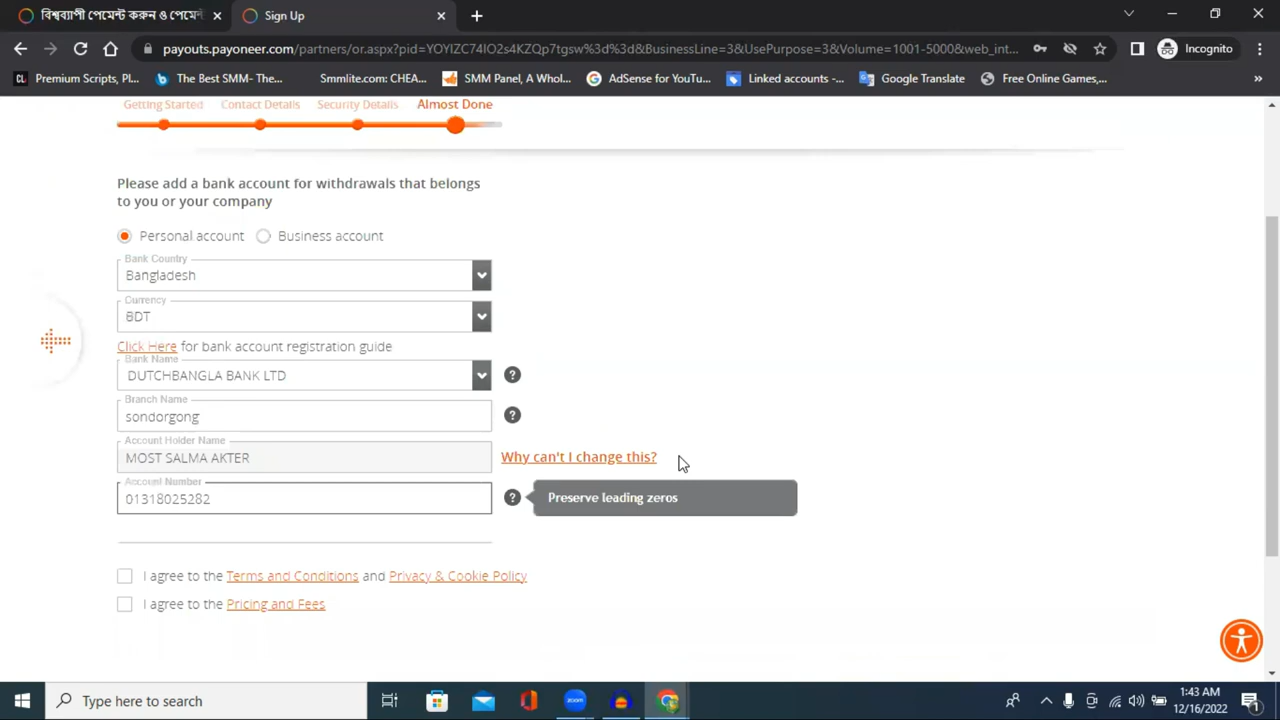 বিশ্বব্যাপী পেমেন্ট করুন ও পেমেন্ট
Sign Up
payouts.payoneer.com/partners/or.aspx?pid=YOYIZC74IO2s4KZQp7tgsw%3d%3d&BusinessLine=3&UsePurpose=3&Volume=1001-5000&web_int...
Incognito
Premium Scripts, Pl...
The Best SMM- The...
Smmlite.com: CHEA...
SMM Panel, A Whol...
AdSense for YouTu...
Linked accounts -...
Google Translate
Free Online Games,...
Getting Started
Contact Details
Security Details
Almost Done
Please add a bank account for withdrawals that belongs
to you or your company
Personal account
Business account
Bank Country
Bangladesh
Currency
BDT
Click Here for bank account registration guide
Bank Name
DUTCHBANGLA BANK LTD
Branch Name
sondorgong
Account Holder Name
MOST SALMA AKTER
Why can't I change this?
Account Number
01318025282
Preserve leading zeros
I agree to the Terms and Conditions and Privacy & Cookie Policy
I agree to the Pricing and Fees
Type here to search
1:43 AM
12/16/2022